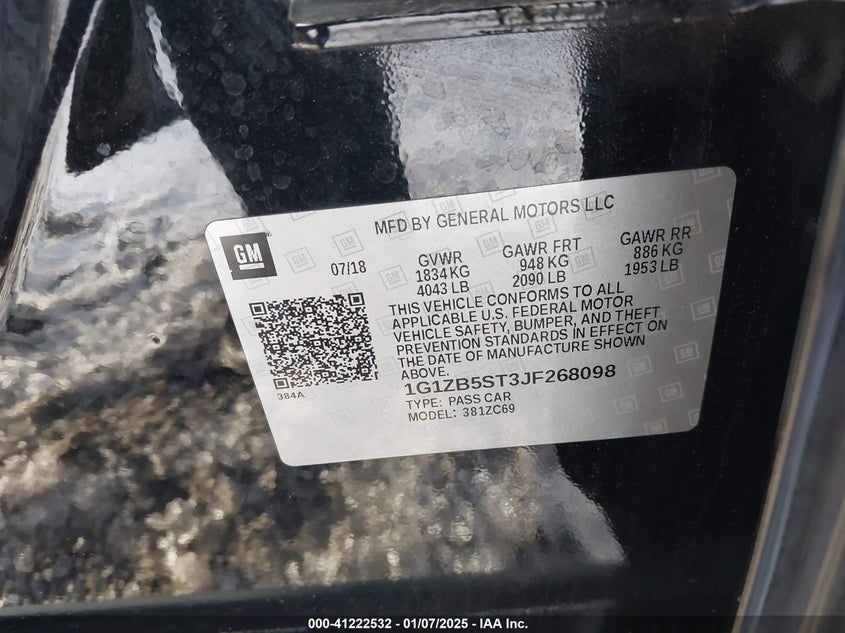 MFD BY GENERAL MOTORS LLC
GM
07/18
GVWR
1834 KG
4043 LB
GAWR FRT
948 KG
2090 LB
GAWR RR
886 KG
1953 LB
THIS VEHICLE CONFORMS TO ALL
APPLICABLE U.S. FEDERAL MOTOR
VEHICLE SAFETY, BUMPER, AND THEFT
PREVENTION STANDARDS IN EFFECT ON
THE DATE OF MANUFACTURE SHOWN
ABOVE.
384A
1G1ZB5ST3JF268098
TYPE: PASS CAR
MODEL: 381ZC69
000-41222532 - 01/07/2025 - IAA Inc.